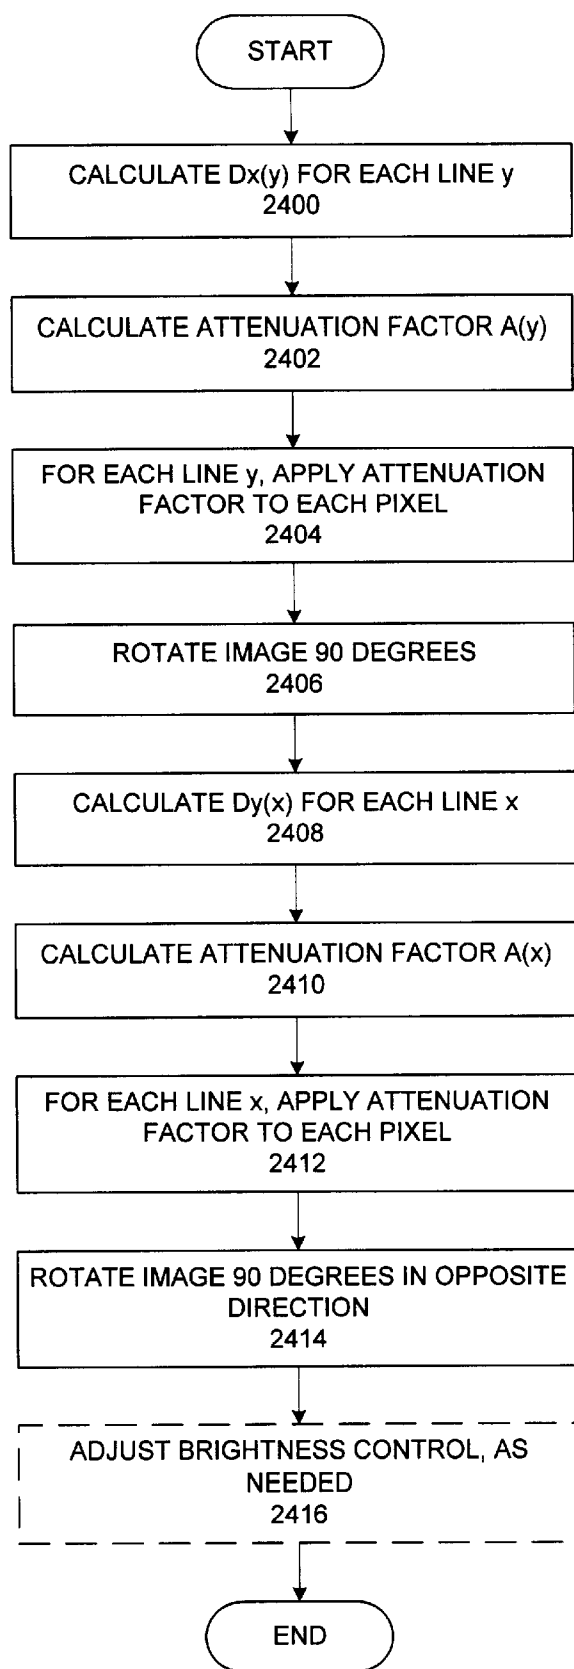 START
CALCULATE Dx(y) FOR EACH LINE y
2400
CALCULATE ATTENUATION FACTOR A(y)
2402
FOR EACH LINE y, APPLY ATTENUATION
FACTOR TO EACH PIXEL
2404
ROTATE IMAGE 90 DEGREES
2406
CALCULATE Dy(x) FOR EACH LINE x
2408
CALCULATE ATTENUATION FACTOR A(x)
2410
FOR EACH LINE x, APPLY ATTENUATION
FACTOR TO EACH PIXEL
2412
ROTATE IMAGE 90 DEGREES IN OPPOSITE
DIRECTION
2414
ADJUST BRIGHTNESS CONTROL, AS
NEEDED
2416
END